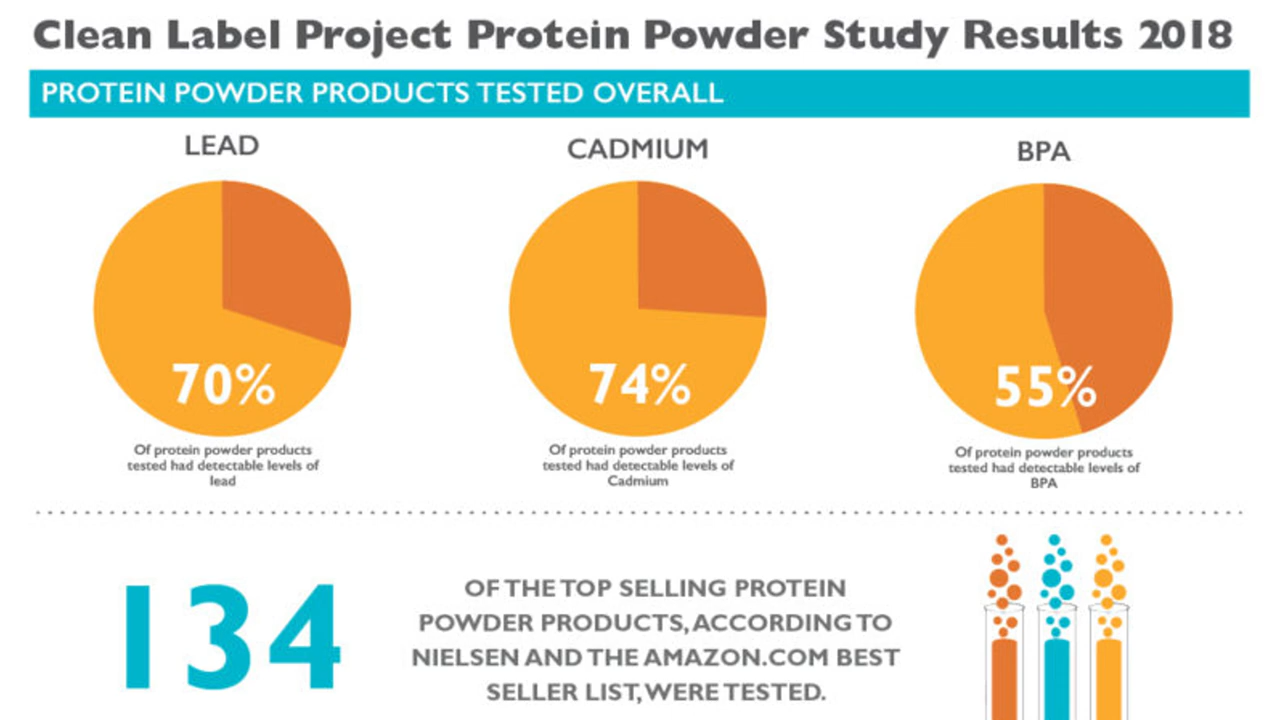 Clean Label Project Protein Powder Study Results 2018
PROTEIN POWDER PRODUCTS TESTED OVERALL
LEAD
70%
Of protein powder products
tested had detectable levels of
lead
CADMIUM
74%
Of protein powder products
tested had detectable levels of
Cadmium
BPA
55%
Of protein powder products
tested had detectable levels of
BPA
134
OF THE TOP SELLING PROTEIN
POWDER PRODUCTS, ACCORDING TO
NIELSEN AND THE AMAZON.COM BEST
SELLER LIST, WERE TESTED.